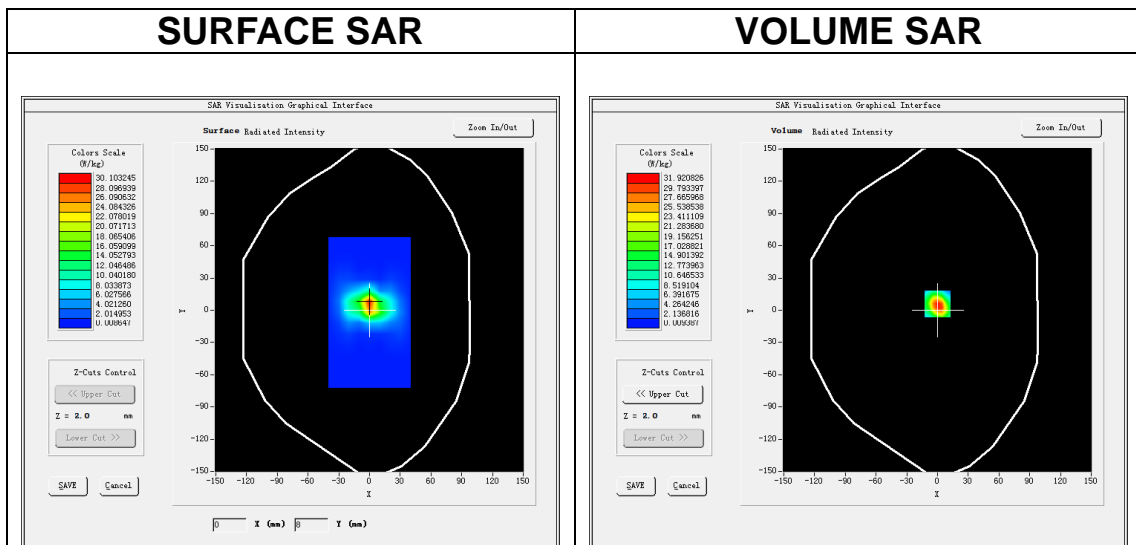 SURFACE SAR
SAR Visualisation Graphical Interface
Surface Radiated Intensity
Zoom In/Out
Colors Scale
(W/kg)
30.103245
28.096939
26.090632
24.084326
22.078019
20.071713
18.065406
16.059099
14.052793
12.046486
10.040180
8.033873
6.027566
4.021260
2.014953
0.008647
Z-Cuts Control
<< Upper Cut
Z = 2.0 mm
Lower Cut >>
SAVE Cancel
150
120
90
60
30
0
-30
-60
-90
-120
-150
Y
-150 -120 -90 -60 -30 0 30 60 90 120 150
X
0 X (mm) 8 Y (mm)
VOLUME SAR
SAR Visualisation Graphical Interface
Volume Radiated Intensity
Zoom In/Out
Colors Scale
(W/kg)
31.920826
29.793397
27.665968
25.538538
23.411109
21.283680
19.156251
17.028821
14.901392
12.773963
10.646533
8.519104
6.391675
4.264246
2.136816
0.009387
Z-Cuts Control
<< Upper Cut
Z = 2.0 mm
Lower Cut >>
SAVE Cancel
150
120
90
60
30
0
-30
-60
-90
-120
-150
Y
-150 -120 -90 -60 -30 0 30 60 90 120 150
X